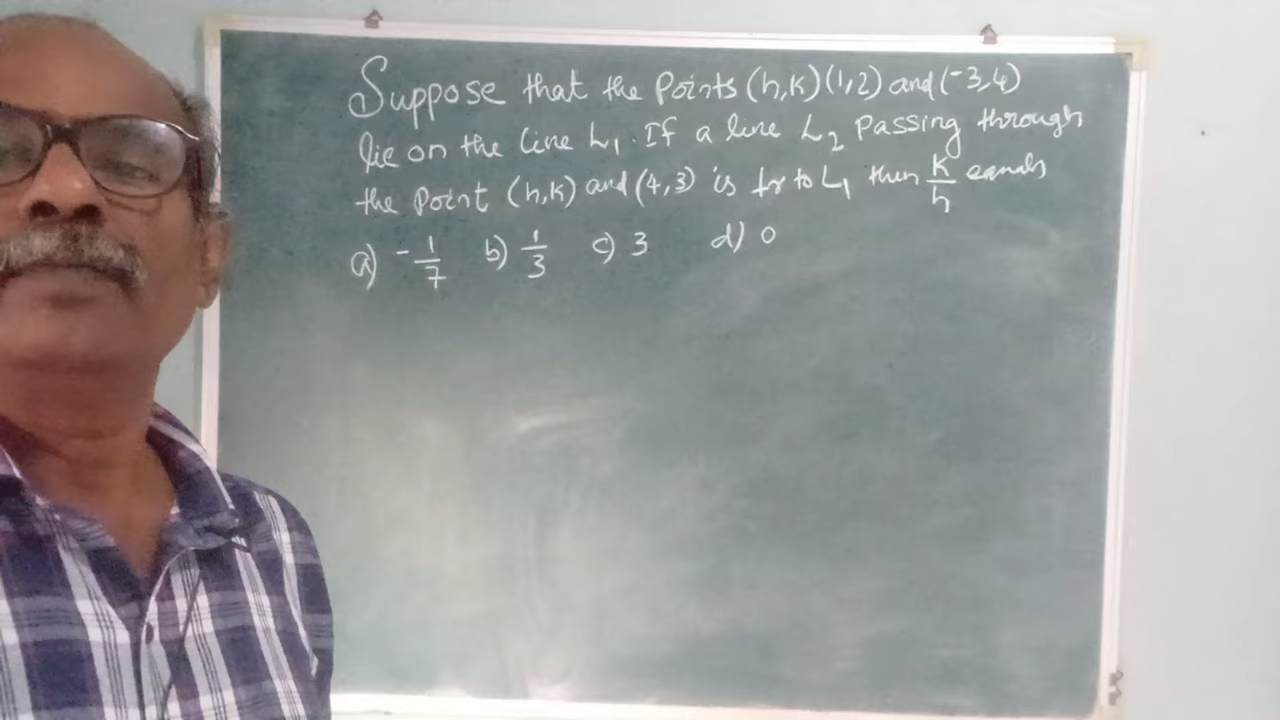 Suppose that the Points (h,k) (1,2) and (-3,4)
lie on the line L₁. If a line L₂ Passing through
the Point (h,k) and (4,3) is to L₁ then k/h equals
a) -1/7 b) 1/3 c) 3 d) 0